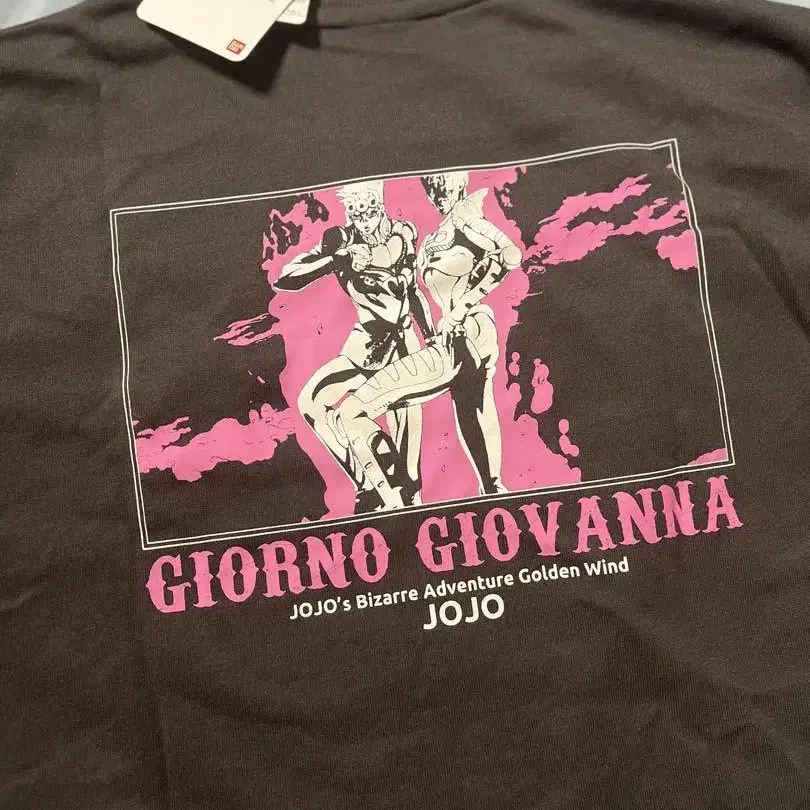 GIORNO GIOVANNA
JOJO's Bizarre Adventure Golden Wind
JOJO